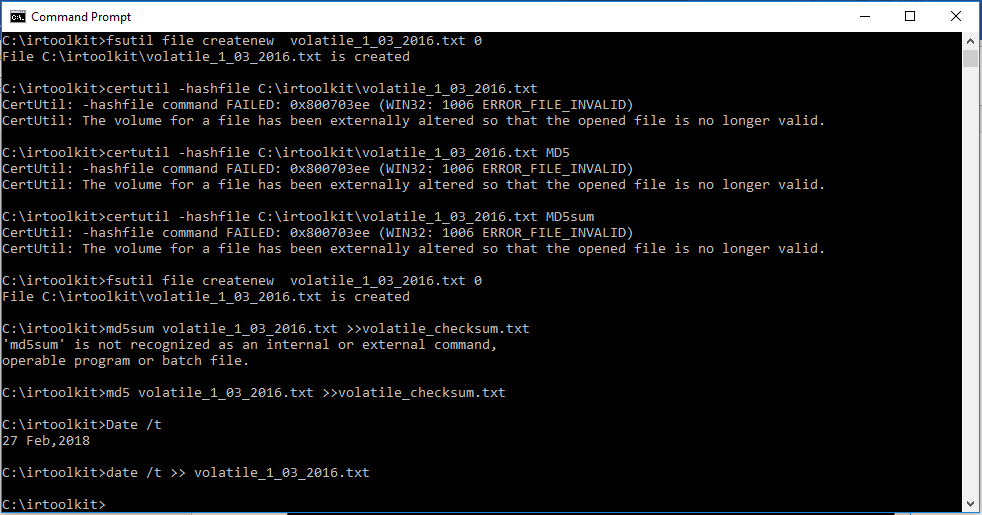 Command Prompt
C:\irtoolkit>fsutil file createnew  volatile_1_03_2016.txt 0
File C:\irtoolkit\volatile_1_03_2016.txt is created
C:\irtoolkit>certutil -hashfile C:\irtoolkit\volatile_1_03_2016.txt
CertUtil: -hashfile command FAILED: 0x800703ee (WIN32: 1006 ERROR_FILE_INVALID)
CertUtil: The volume for a file has been externally altered so that the opened file is no longer valid.
C:\irtoolkit>certutil -hashfile C:\irtoolkit\volatile_1_03_2016.txt MD5
CertUtil: -hashfile command FAILED: 0x800703ee (WIN32: 1006 ERROR_FILE_INVALID)
CertUtil: The volume for a file has been externally altered so that the opened file is no longer valid.
C:\irtoolkit>certutil -hashfile C:\irtoolkit\volatile_1_03_2016.txt MD5sum
CertUtil: -hashfile command FAILED: 0x800703ee (WIN32: 1006 ERROR_FILE_INVALID)
CertUtil: The volume for a file has been externally altered so that the opened file is no longer valid.
C:\irtoolkit>fsutil file createnew  volatile_1_03_2016.txt 0
File C:\irtoolkit\volatile_1_03_2016.txt is created
C:\irtoolkit>md5sum volatile_1_03_2016.txt >>volatile_checksum.txt
'md5sum' is not recognized as an internal or external command,
operable program or batch file.
C:\irtoolkit>md5 volatile_1_03_2016.txt >>volatile_checksum.txt
C:\irtoolkit>Date /t
27 Feb,2018
C:\irtoolkit>date /t >> volatile_1_03_2016.txt
C:\irtoolkit>